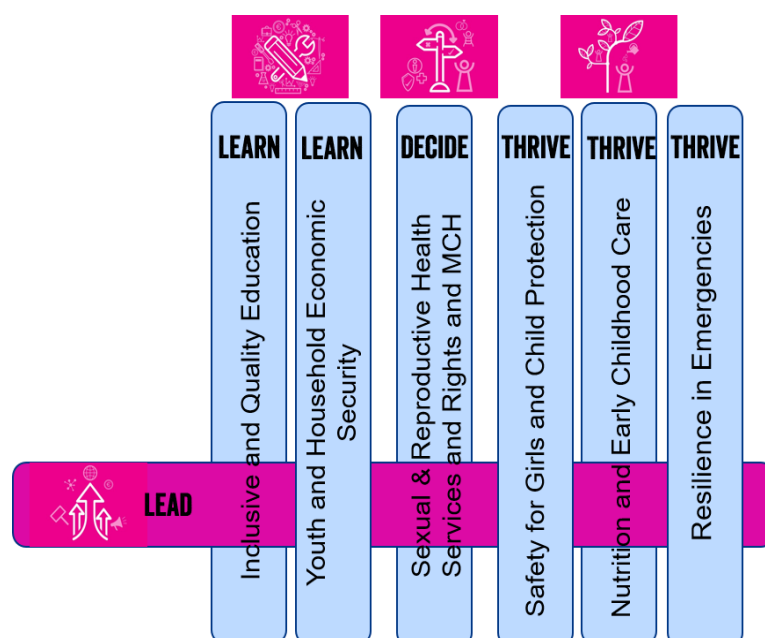 LEARN
LEARN
DECIDE
THRIVE
THRIVE
THRIVE
Inclusive and Quality Education
Youth and Household Economic
Security
Sexual & Reproductive Health
Services and Rights and MCH
Safety for Girls and Child Protection
Nutrition and Early Childhood Care
Resilience in Emergencies
LEAD